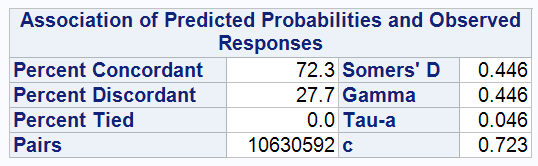 Association of Predicted Probabilities and Observed
Responses
Percent Concordant 72.3 Somers' D 0.446
Percent Discordant 27.7 Gamma 0.446
Percent Tied 0.0 Tau-a 0.046
Pairs 10630592 c 0.723